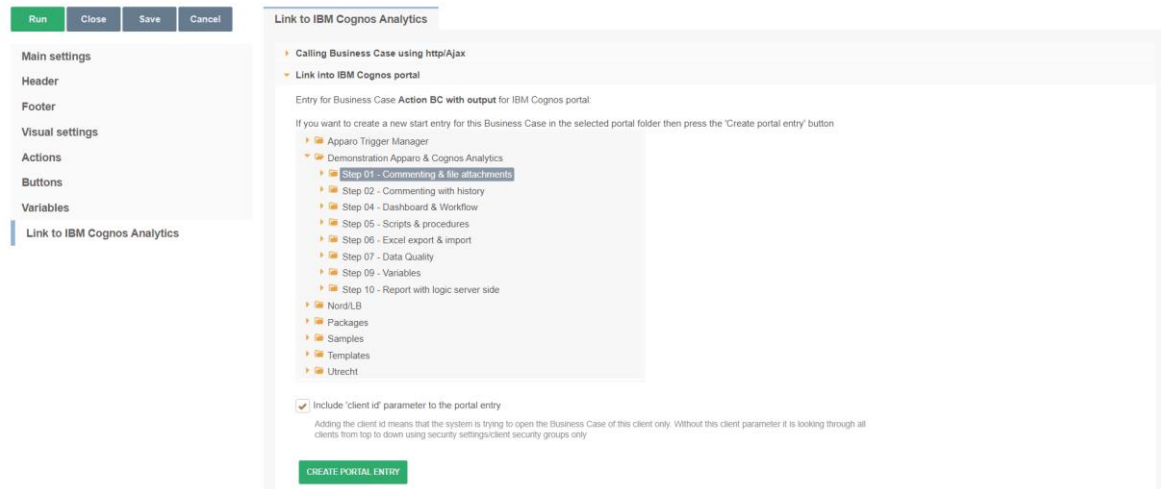 Run Close Save Cancel
Main settings
Header
Footer
Visual settings
Actions
Buttons
Variables
Link to IBM Cognos Analytics
Link to IBM Cognos Analytics
Calling Business Case using http/Ajax
Link into IBM Cognos portal
Entry for Business Case Action BC with output for IBM Cognos portal:
If you want to create a new start entry for this Business Case in the selected portal folder then press the 'Create portal entry' button
Apparo Trigger Manager
Demonstration Apparo & Cognos Analytics
Step 01 - Commenting & file attachments
Step 02 - Commenting with history
Step 04 - Dashboard & Workflow
Step 05 - Scripts & procedures
Step 06 - Excel export & import
Step 07 - Data Quality
Step 09 - Variables
Step 10 - Report with logic server side
Nord/LB
Packages
Samples
Templates
Utrecht
Include 'client id' parameter to the portal entry
Adding the client id means that the system is trying to open the Business Case of this client only. Without this client parameter it is looking through all
clients from top to down using security settings/client security groups only
CREATE PORTAL ENTRY